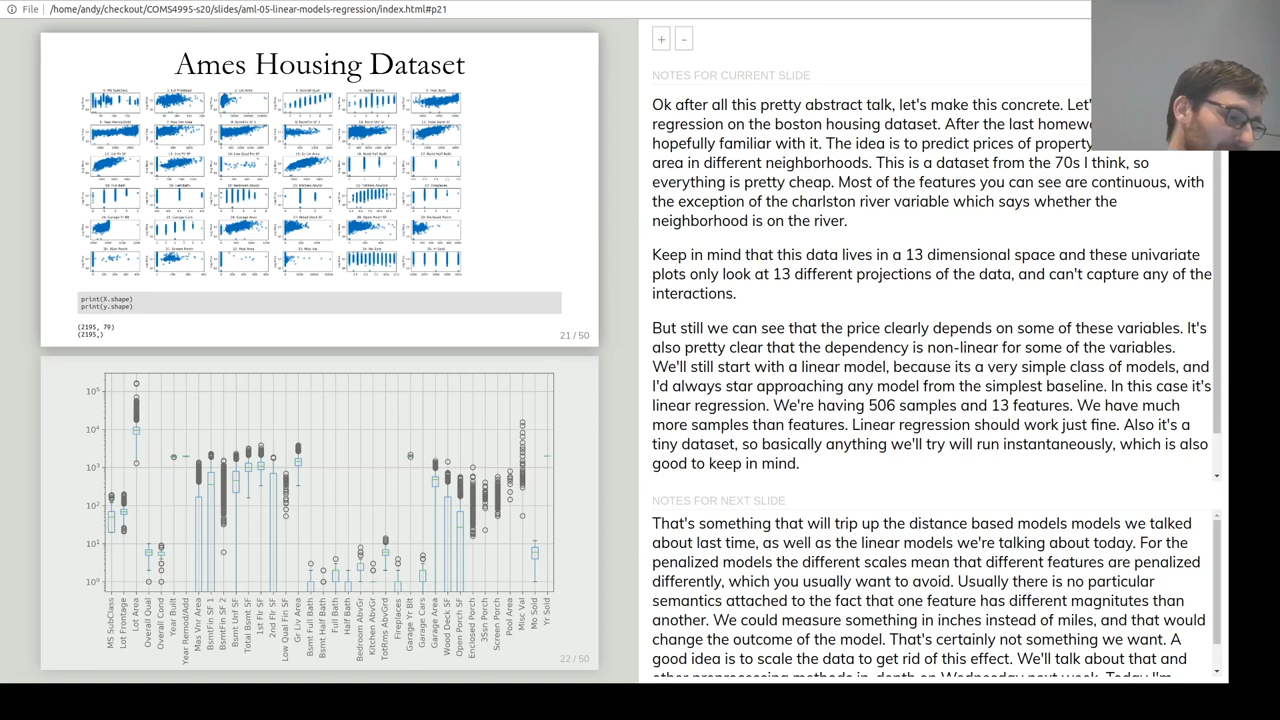 File
/home/andy/checkout/COMS4995-s20/slides/aml-05-linear-models-regression/index.html#p21
Ames Housing Dataset
print(X.shape)
print(y.shape)
(2195, 79)
(2195,)
21 / 50
10⁵
10⁴
10³
10²
10¹
10⁰
MS SubClass
Lot Frontage
Lot Area
Overall Qual
Overall Cond
Year Built
Year Remod/Add
Mas Vnr Area
BsmtFin SF 1
BsmtFin SF 2
Bsmt Unf SF
Total Bsmt SF
1st Flr SF
2nd Flr SF
Low Qual Fin SF
Gr Liv Area
Bsmt Full Bath
Bsmt Half Bath
Full Bath
Half Bath
Bedroom AbvGr
Kitchen AbvGr
TotRms AbvGrd
Fireplaces
Garage Yr Blt
Garage Cars
Garage Area
Wood Deck SF
Open Porch SF
Enclosed Porch
3Ssn Porch
Screen Porch
Pool Area
Misc Val
Mo Sold
Yr Sold
22 / 50
+ -
NOTES FOR CURRENT SLIDE
Ok after all this pretty abstract talk, let's make this concrete. Let'
regression on the boston housing dataset. After the last homew
hopefully familiar with it. The idea is to predict prices of property
area in different neighborhoods. This is a dataset from the 70s I think, so
everything is pretty cheap. Most of the features you can see are continuous, with
the exception of the charlston river variable which says whether the
neighborhood is on the river.
Keep in mind that this data lives in a 13 dimensional space and these univariate
plots only look at 13 different projections of the data, and can't capture any of the
interactions.
But still we can see that the price clearly depends on some of these variables. It's
also pretty clear that the dependency is non-linear for some of the variables.
We'll still start with a linear model, because its a very simple class of models, and
I'd always star approaching any model from the simplest baseline. In this case it's
linear regression. We're having 506 samples and 13 features. We have much
more samples than features. Linear regression should work just fine. Also it's a
tiny dataset, so basically anything we'll try will run instantaneously, which is also
good to keep in mind.
NOTES FOR NEXT SLIDE
That's something that will trip up the distance based models models we talked
about last time, as well as the linear models we're talking about today. For the
penalized models the different scales mean that different features are penalized
differently, which you usually want to avoid. Usually there is no particular
semantics attached to the fact that one feature has different magnitutes than
another. We could measure something in inches instead of miles, and that would
change the outcome of the model. That's certainly not something we want. A
good idea is to scale the data to get rid of this effect. We'll talk about that and
other preprocessing methods in-depth on Wednesday next week. Today I'm